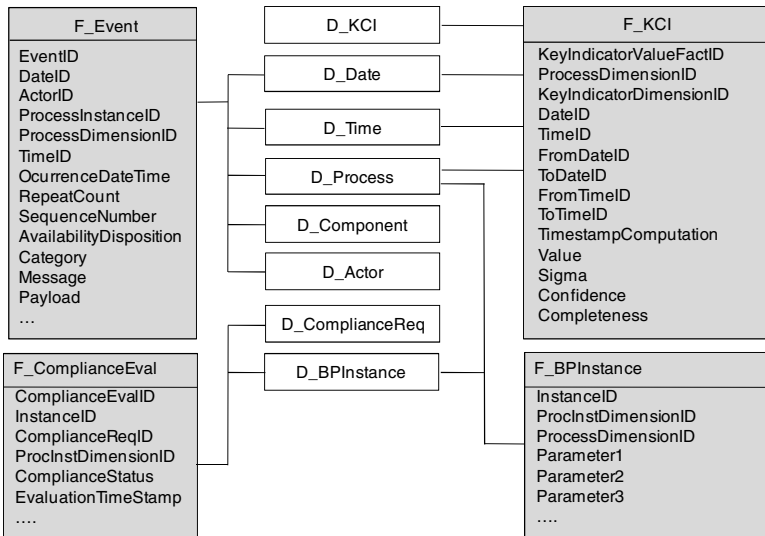 F_Event
EventID
DateID
ActorID
ProcessInstanceID
ProcessDimensionID
TimeID
OcurrenceDateTime
RepeatCount
SequenceNumber
AvailabilityDisposition
Category
Message
Payload
…
F_ComplianceEval
ComplianceEvalID
InstanceID
ComplianceReqID
ProcInstDimensionID
ComplianceStatus
EvaluationTimeStamp
....
D_KCI
D_Date
D_Time
D_Process
D_Component
D_Actor
D_ComplianceReq
D_BPInstance
F_KCI
KeyIndicatorValueFactID
ProcessDimensionID
KeyIndicatorDimensionID
DateID
TimeID
FromDateID
ToDateID
FromTimeID
ToTimeID
TimestampComputation
Value
Sigma
Confidence
Completeness
F_BPInstance
InstanceID
ProcInstDimensionID
ProcessDimensionID
Parameter1
Parameter2
Parameter3
....